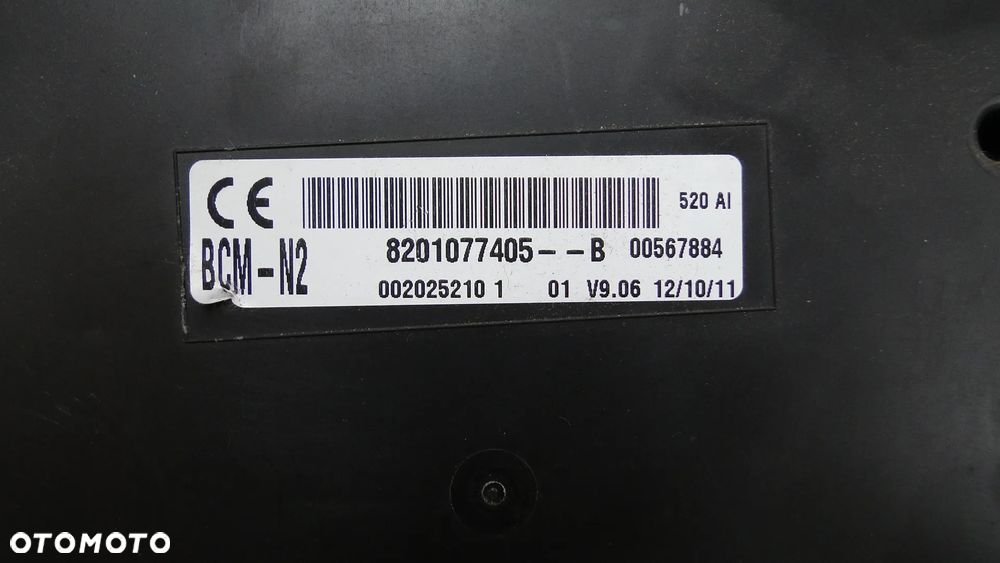 CE
520 AI
BCM-N2
8201077405--B 00567884
002025210 1 01 V9.06 12/10/11
OTOMOTO